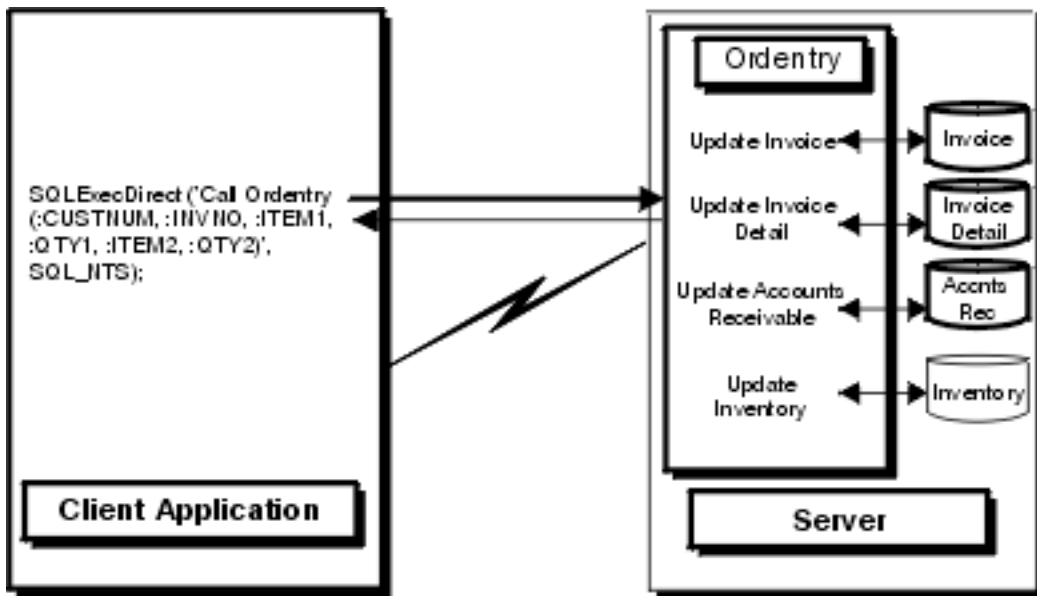 SQLExecDirect ('Call Ordentry
(:CUSTNUM, :INVNO, :ITEM1,
:QTY1, :ITEM2, :QTY2)',
SQL_NTS);
Client Application
Ordentry
Update Invoice
Invoice
Update Invoice
Detail
Invoice
Detail
Update Accounts
Receivable
Acnts
Rec
Update
Inventory
Inventory
Server